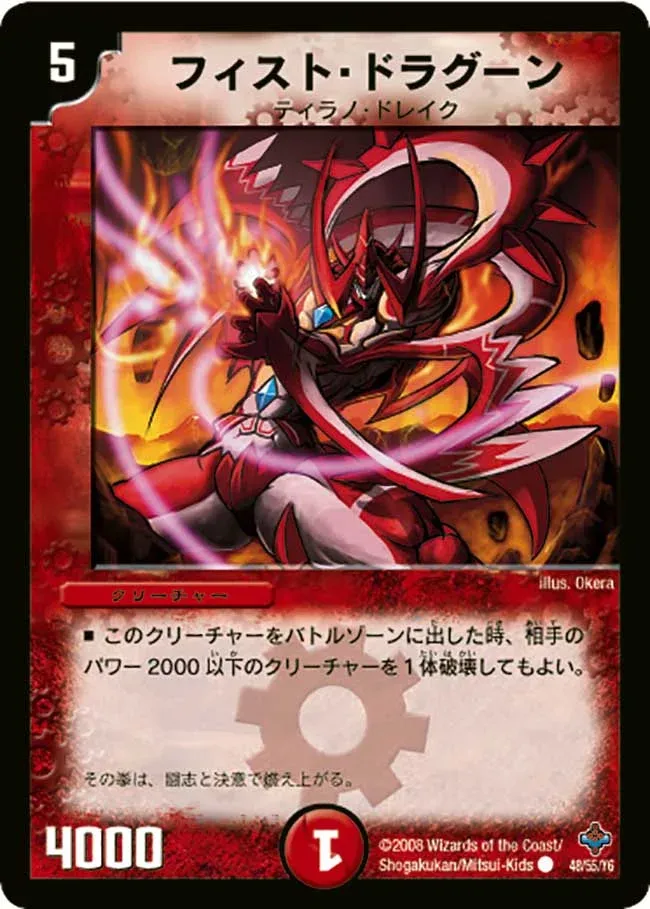 5
フィスト・ドラグーン
ティラノ・ドレイク
illus. Okera
クリーチャー
■ このクリーチャーをバトルゾーンに出した時、相手の
パワー 2000 以下のクリーチャーを 1 体破壊してもよい。
その拳は、闘志と決意で燃え上がる。
4000
1
©2008 Wizards of the Coast/
Shogakukan/Mitsui-Kids
48/55/Y6